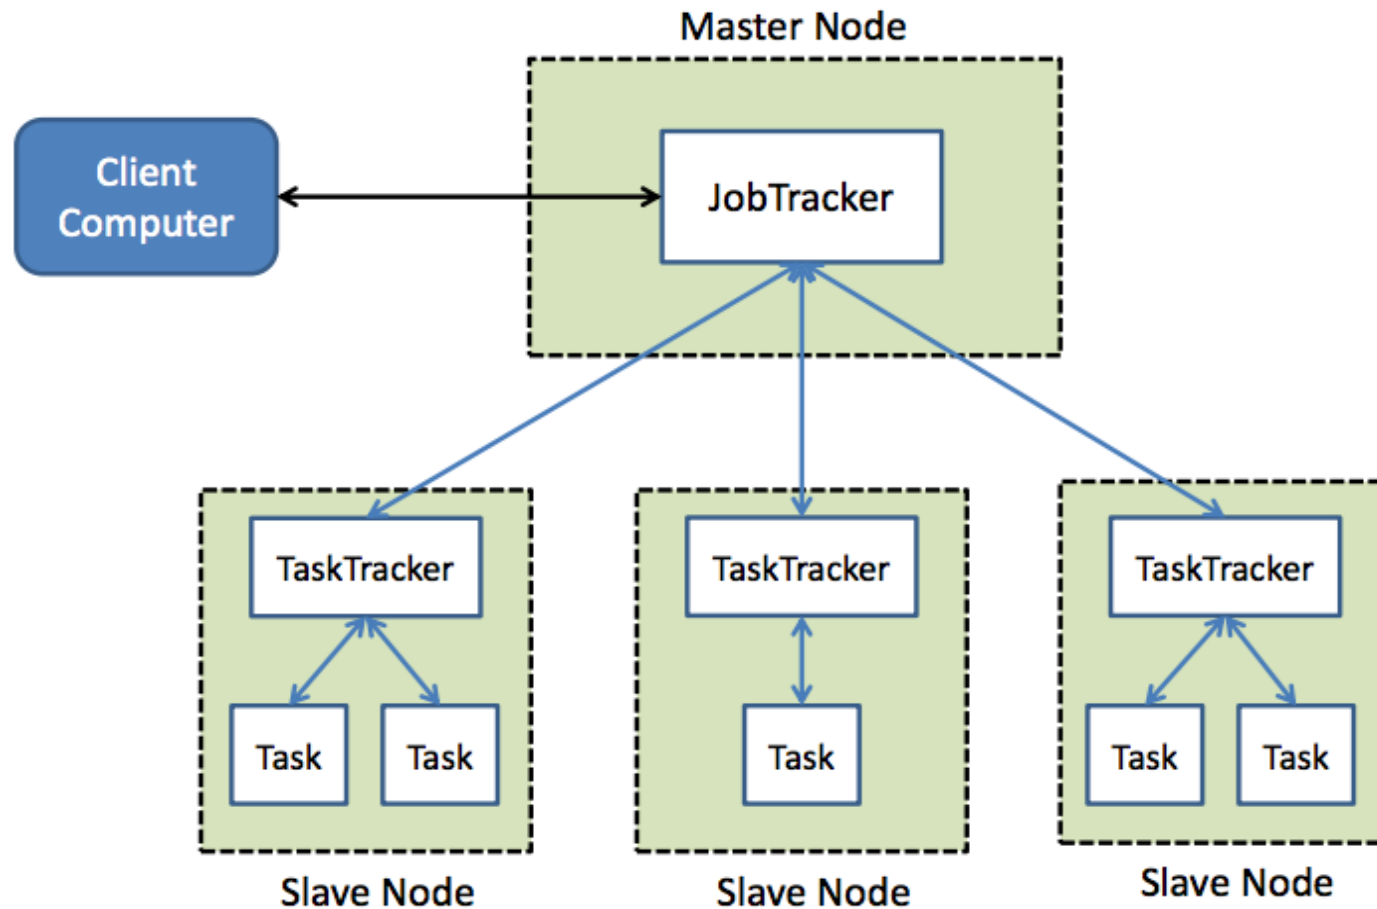 Master Node
Client
Computer
JobTracker
TaskTracker
TaskTracker
TaskTracker
Task
Task
Task
Task
Task
Slave Node
Slave Node
Slave Node